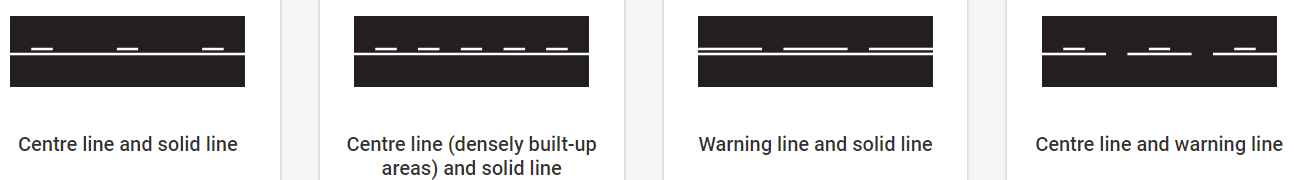 Centre line and solid line
Centre line (densely built-up
areas) and solid line
Warning line and solid line
Centre line and warning line